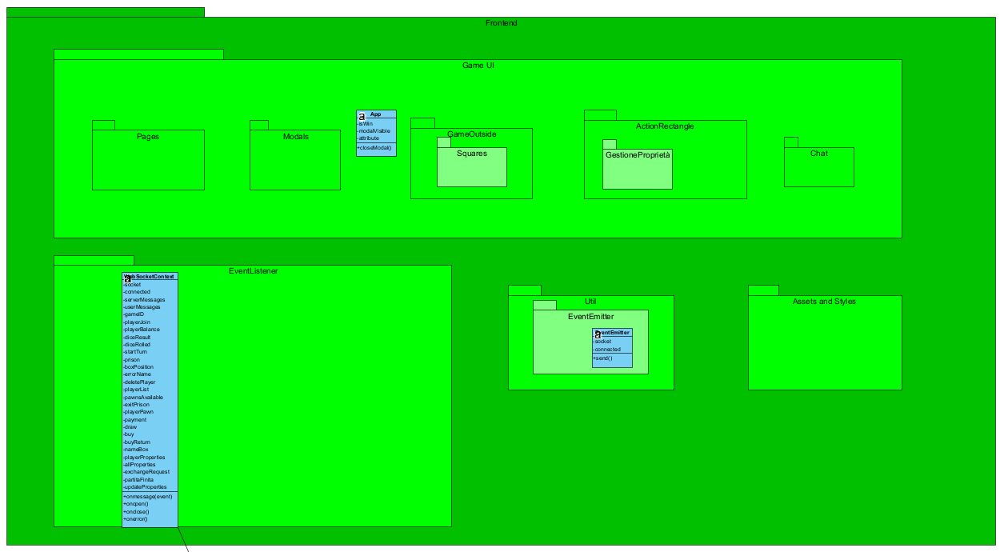 Frontend
Game UI
Pages
Modals
a
App
-isWin
-modalVisible
-attribute
+closeModal()
GameOutside
Squares
ActionRectangle
GestioneProprietà
Chat
EventListener
a
WebSocketContext
-socket
-connected
-serverMessages
-userMessages
-gameID
-playerJoin
-playerBalance
-diceResult
-diceRolled
-startTurn
-prison
-boxPosition
-errorName
-deletePlayer
-playerList
-pawnsAvailable
-exitPrison
-playerPawn
-payment
-draw
-buy
-buyReturn
-nameBox
-playerProperties
-allProperties
-exchangeRequest
-partitaFinita
-updateProperties
+onmessage(event)
+onopen()
+onclose()
+onerror()
Util
EventEmitter
a
EventEmitter
-socket
-connected
+send()
Assets and Styles